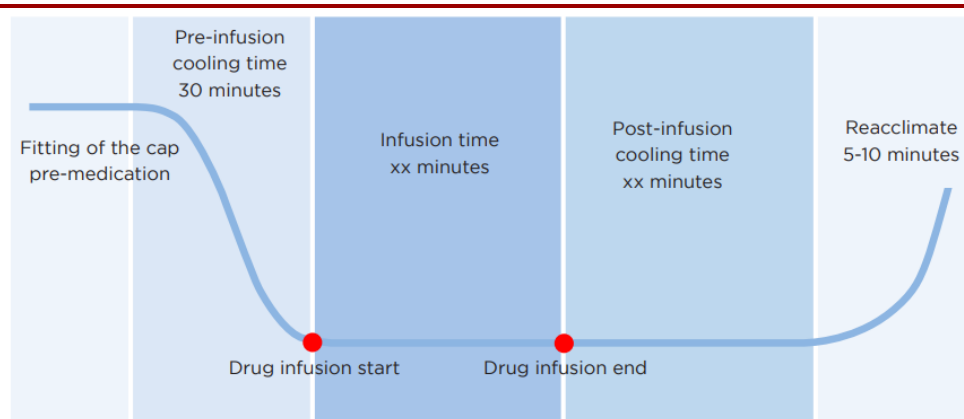 Fitting of the cap
pre-medication
Pre-infusion
cooling time
30 minutes
Infusion time
xx minutes
Post-infusion
cooling time
xx minutes
Reacclimate
5-10 minutes
Drug infusion start
Drug infusion end